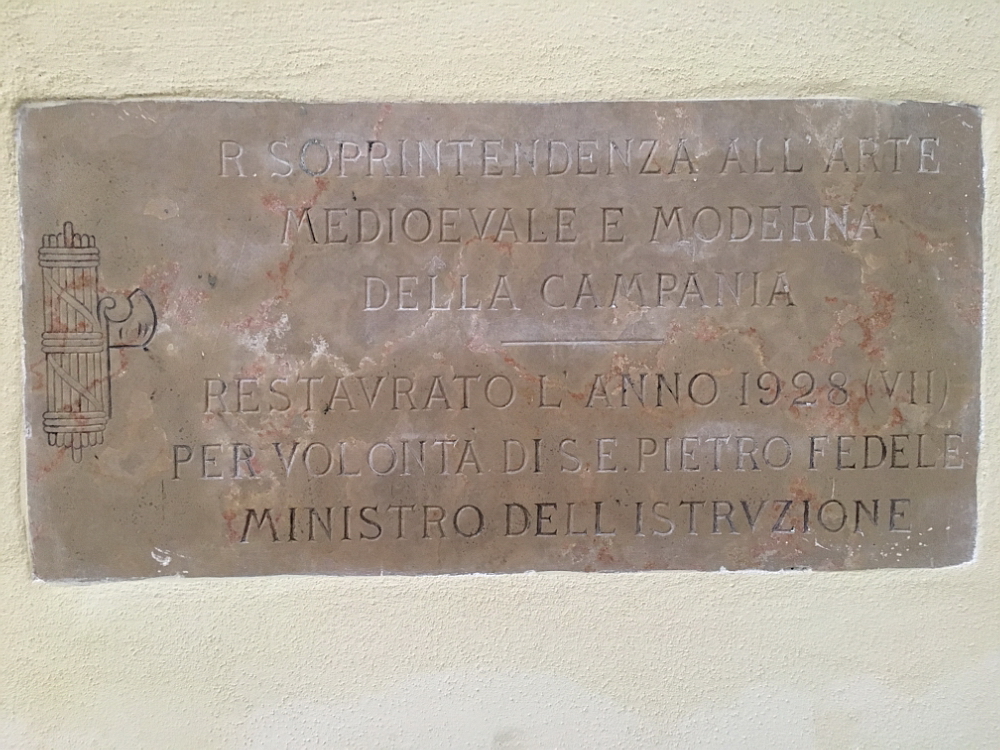 R. SOPRINTENDENZA ALL' ARTE
MEDIOEVALE E MODERNA
DELLA CAMPANIA
RESTAVRATO L' ANNO 1928 (VII)
PER VOLONTÀ DI S.E. PIETRO FEDELE
MINISTRO DELL' ISTRVZIONE